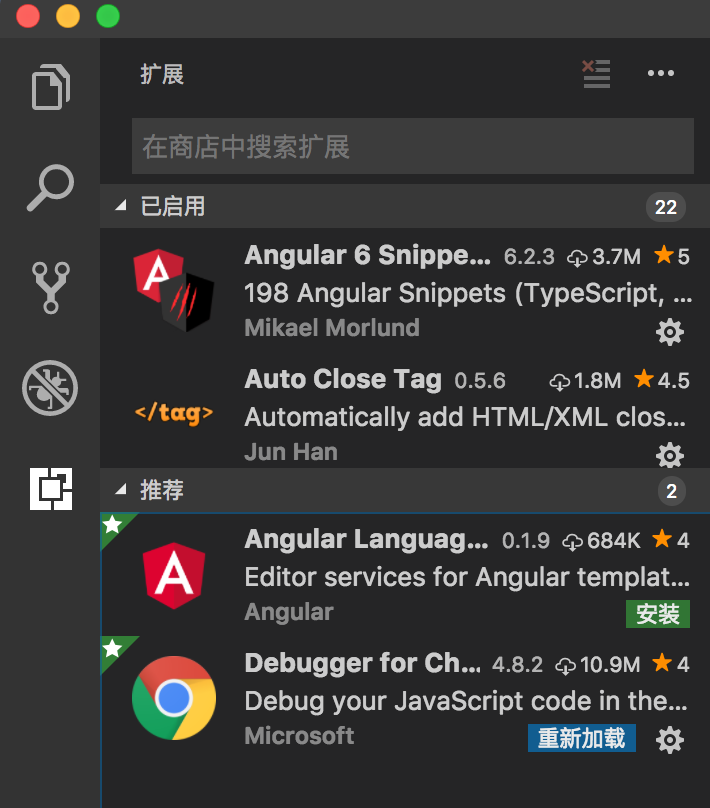 扩展
在商店中搜索扩展
已启用 22
Angular 6 Snippe... 6.2.3 3.7M 5
198 Angular Snippets (TypeScript, ...
Mikael Morlund
</tag>
Auto Close Tag 0.5.6 1.8M 4.5
Automatically add HTML/XML clos...
Jun Han
推荐 2
Angular Languag... 0.1.9 684K 4
Editor services for Angular templat...
Angular 安装
Debugger for Ch... 4.8.2 10.9M 4
Debug your JavaScript code in the...
Microsoft 重新加载